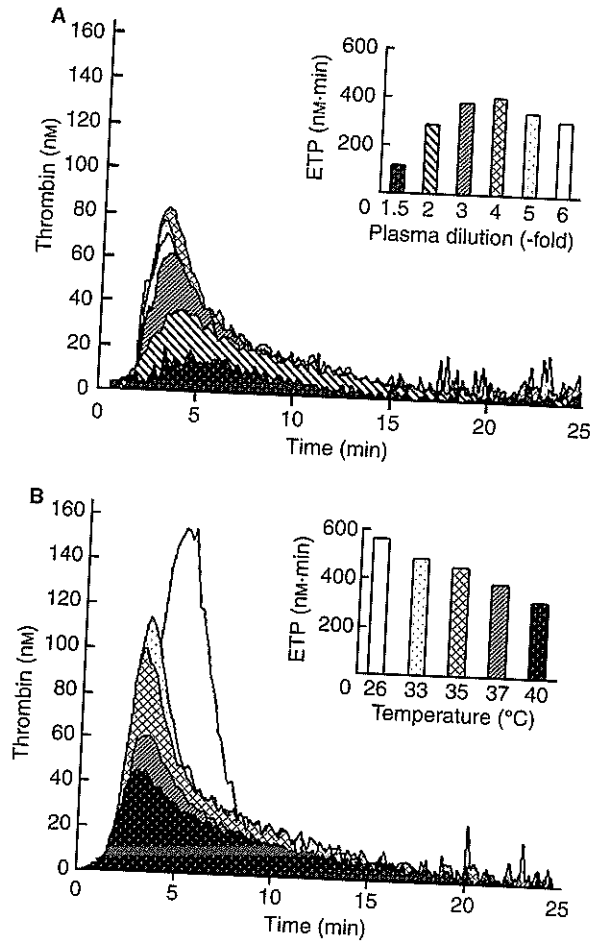 A
Thrombin (nM)
160
140
120
100
80
60
40
20
0
0 5 10 15 20 25
Time (min)
ETP (nM·min)
600
400
200
0 1.5 2 3 4 5 6
Plasma dilution (-fold)
B
Thrombin (nM)
160
140
120
100
80
60
40
20
0
0 5 10 15 20 25
Time (min)
ETP (nM·min)
600
400
200
0 26 33 35 37 40
Temperature (°C)